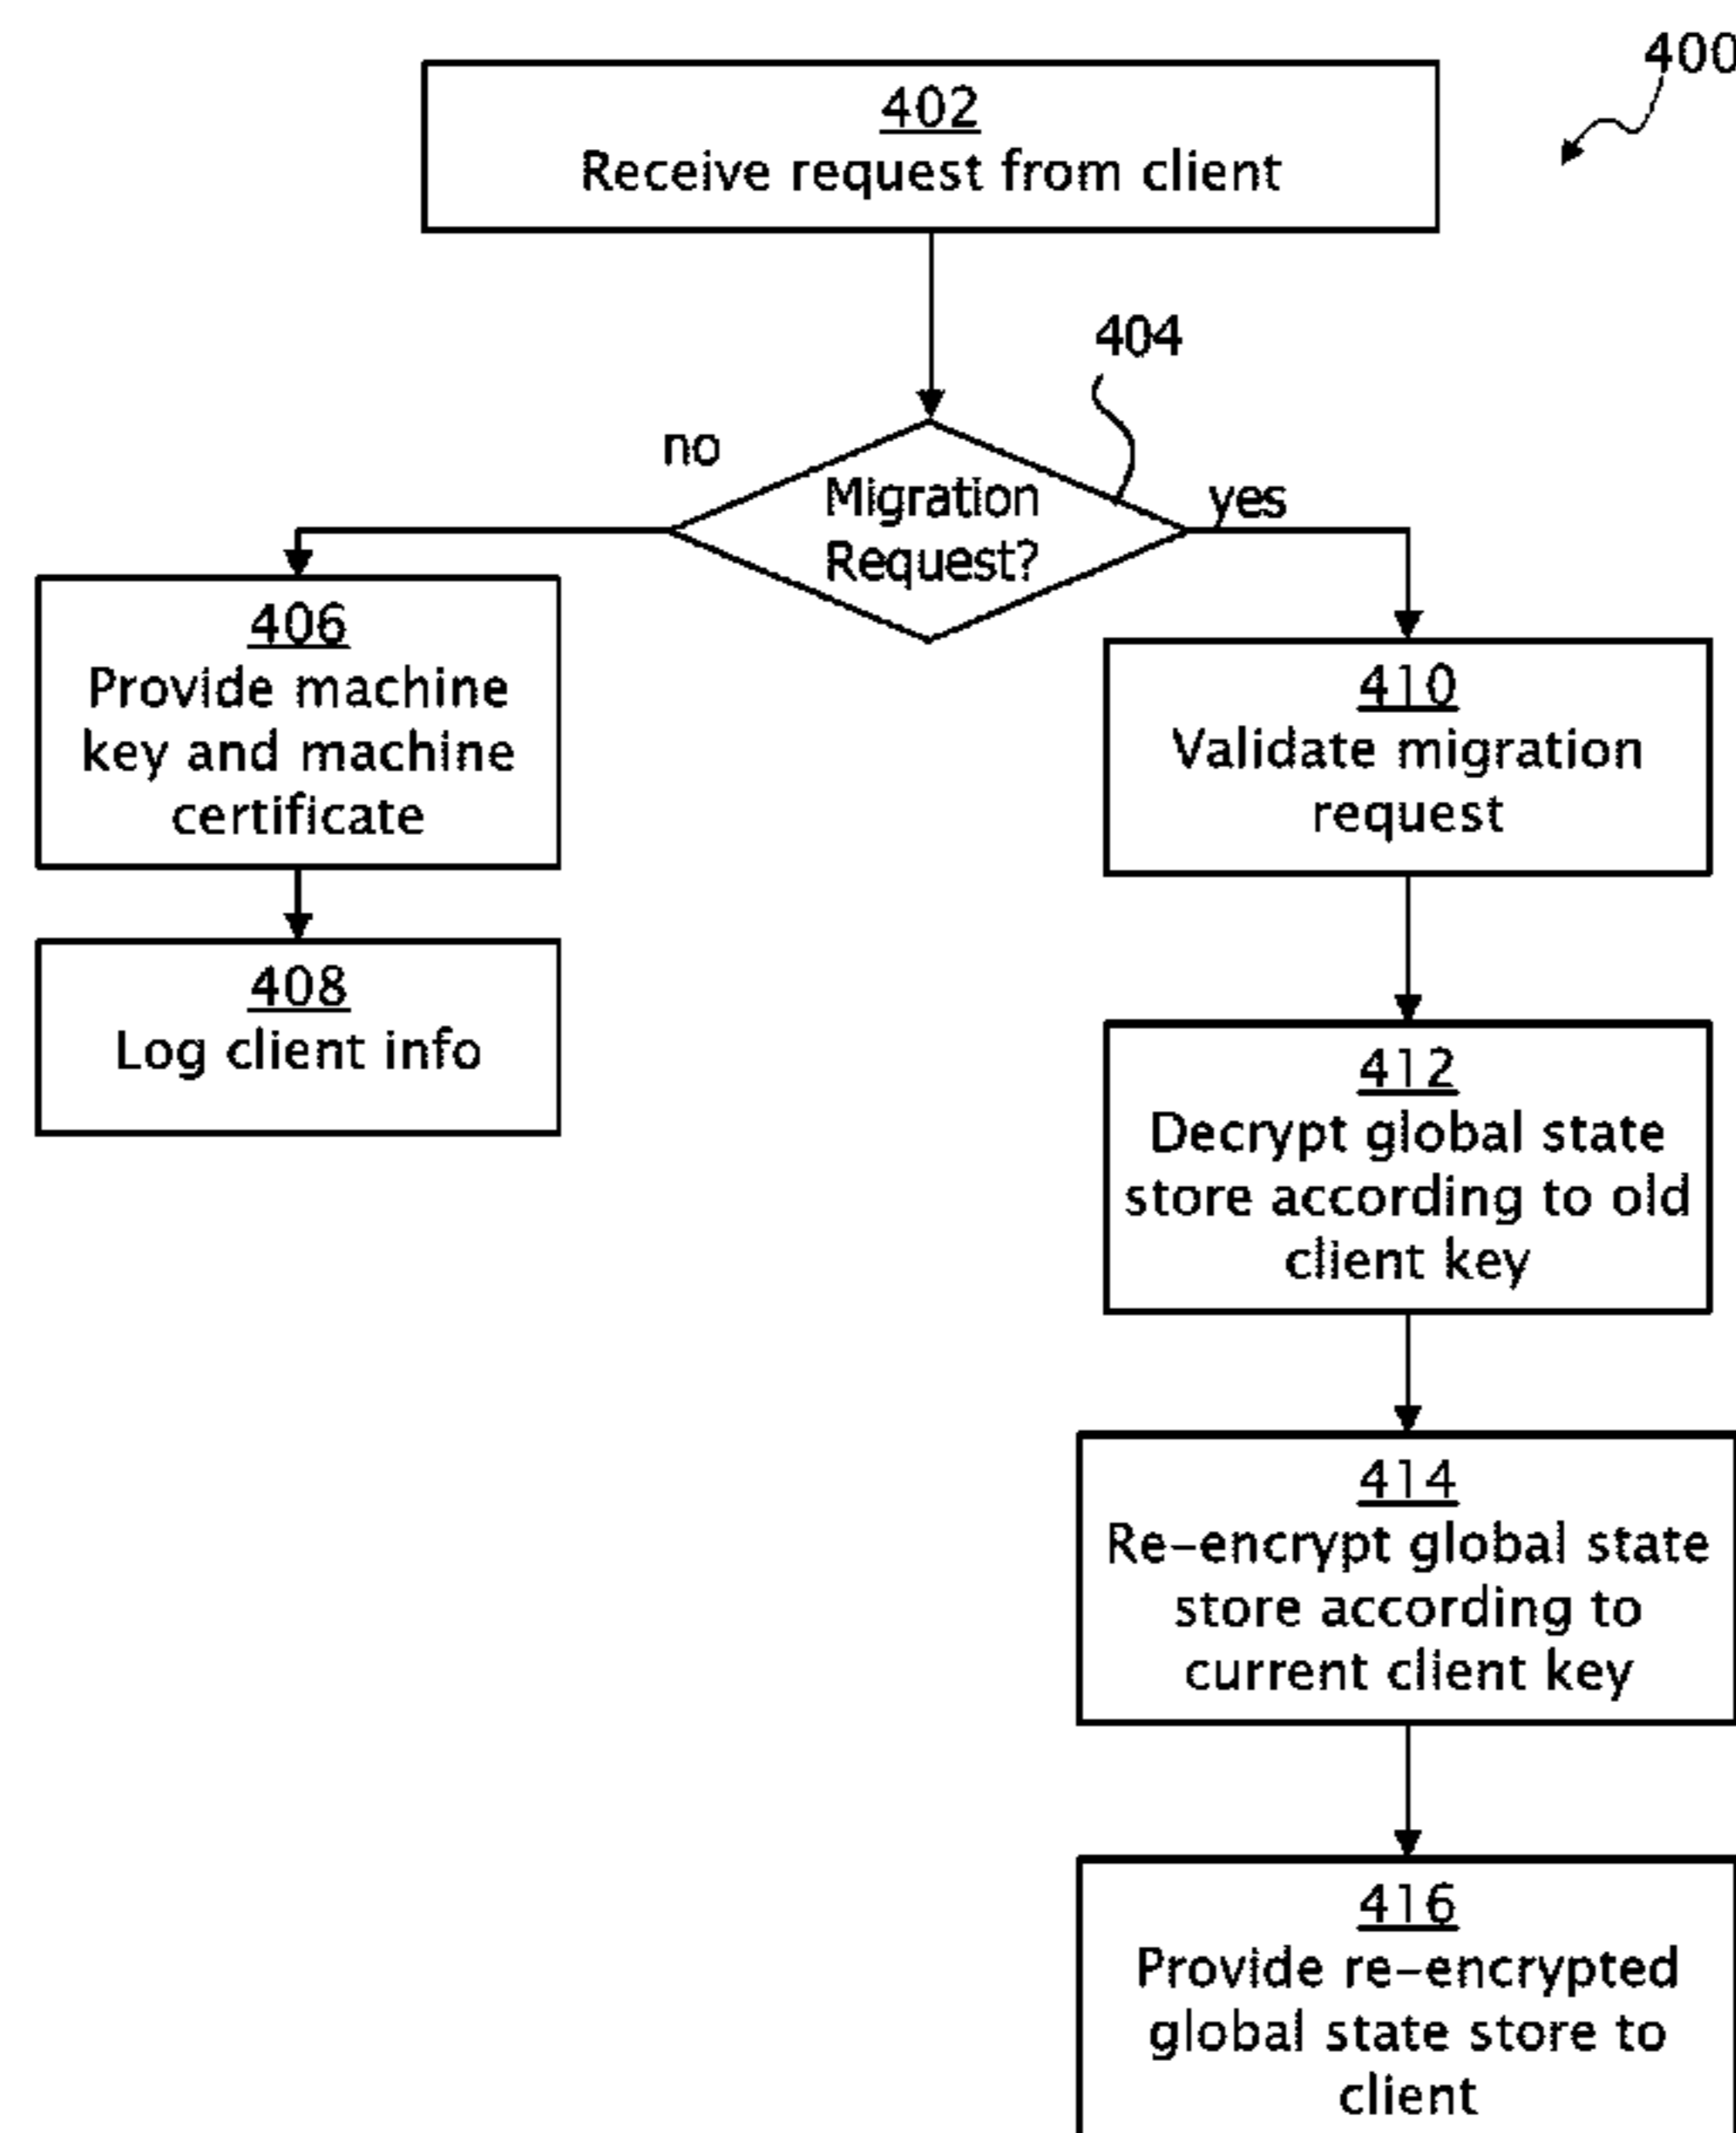 400
402
Receive request from client
404
no
Migration
Request?
yes
406
Provide machine
key and machine
certificate
408
Log client info
410
Validate migration
request
412
Decrypt global state
store according to old
client key
414
Re-encrypt global state
store according to
current client key
416
Provide re-encrypted
global state store to
client